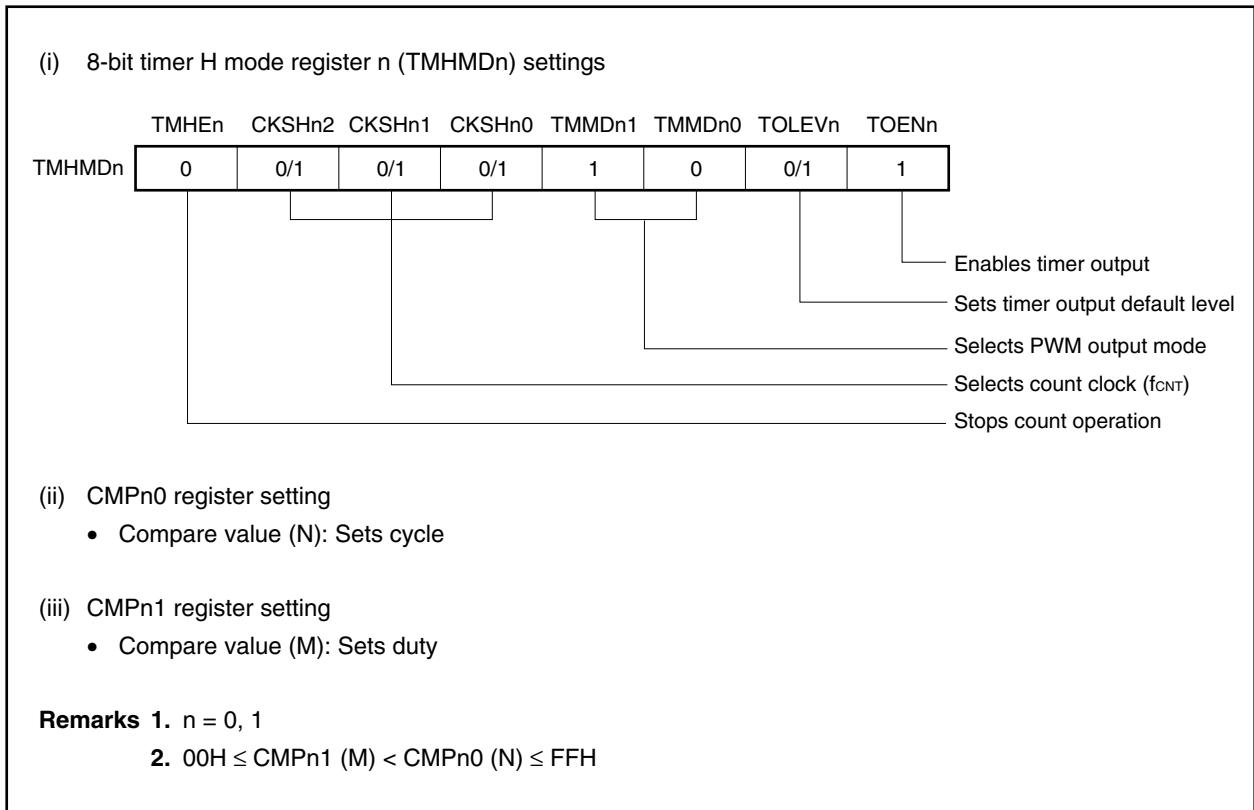 (i) 8-bit timer H mode register n (TMHMDn) settings
TMHEn CKSHn2 CKSHn1 CKSHn0 TMMDn1 TMMDn0 TOLEVn TOENn
TMHMDn 0 0/1 0/1 0/1 1 0 0/1 1
Enables timer output
Sets timer output default level
Selects PWM output mode
Selects count clock (fCNT)
Stops count operation
(ii) CMPn0 register setting
• Compare value (N): Sets cycle
(iii) CMPn1 register setting
• Compare value (M): Sets duty
Remarks 1. n = 0, 1
2. 00H ≤ CMPn1 (M) < CMPn0 (N) ≤ FFH